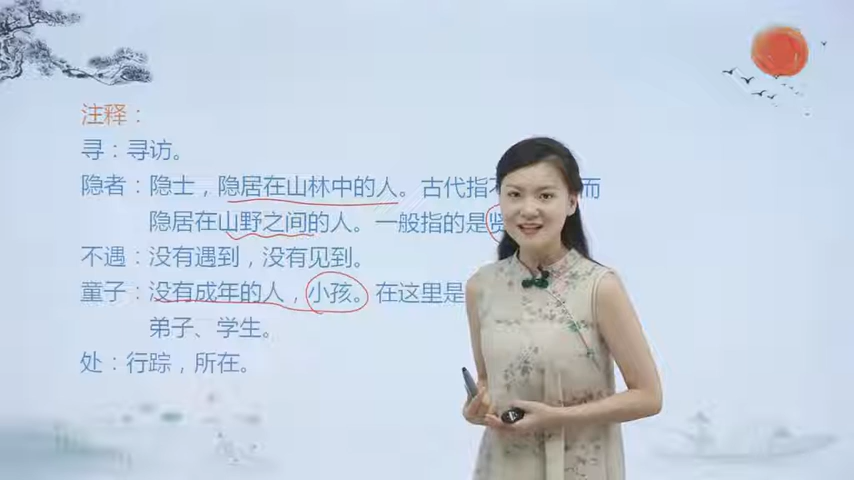 注释：
寻：寻访。
隐者：隐士，隐居在山林中的人。古代指而
隐居在山野之间的人。一般指的是贤
不遇：没有遇到，没有见到。
童子：没有成年的人，小孩。在这里是
弟子、学生。
处：行踪，所在。